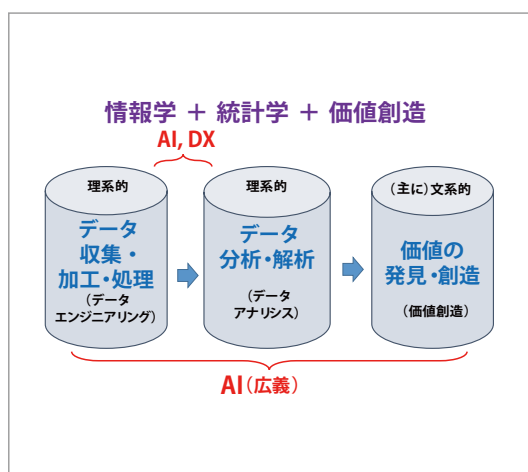 情報学 + 統計学 + 価値創造
AI, DX
理系的
データ
収集・
加工・処理
(データ
エンジニアリング)
理系的
データ
分析・解析
(データ
アナリシス)
(主に)文系的
価値の
発見・創造
(価値創造)
AI(広義)